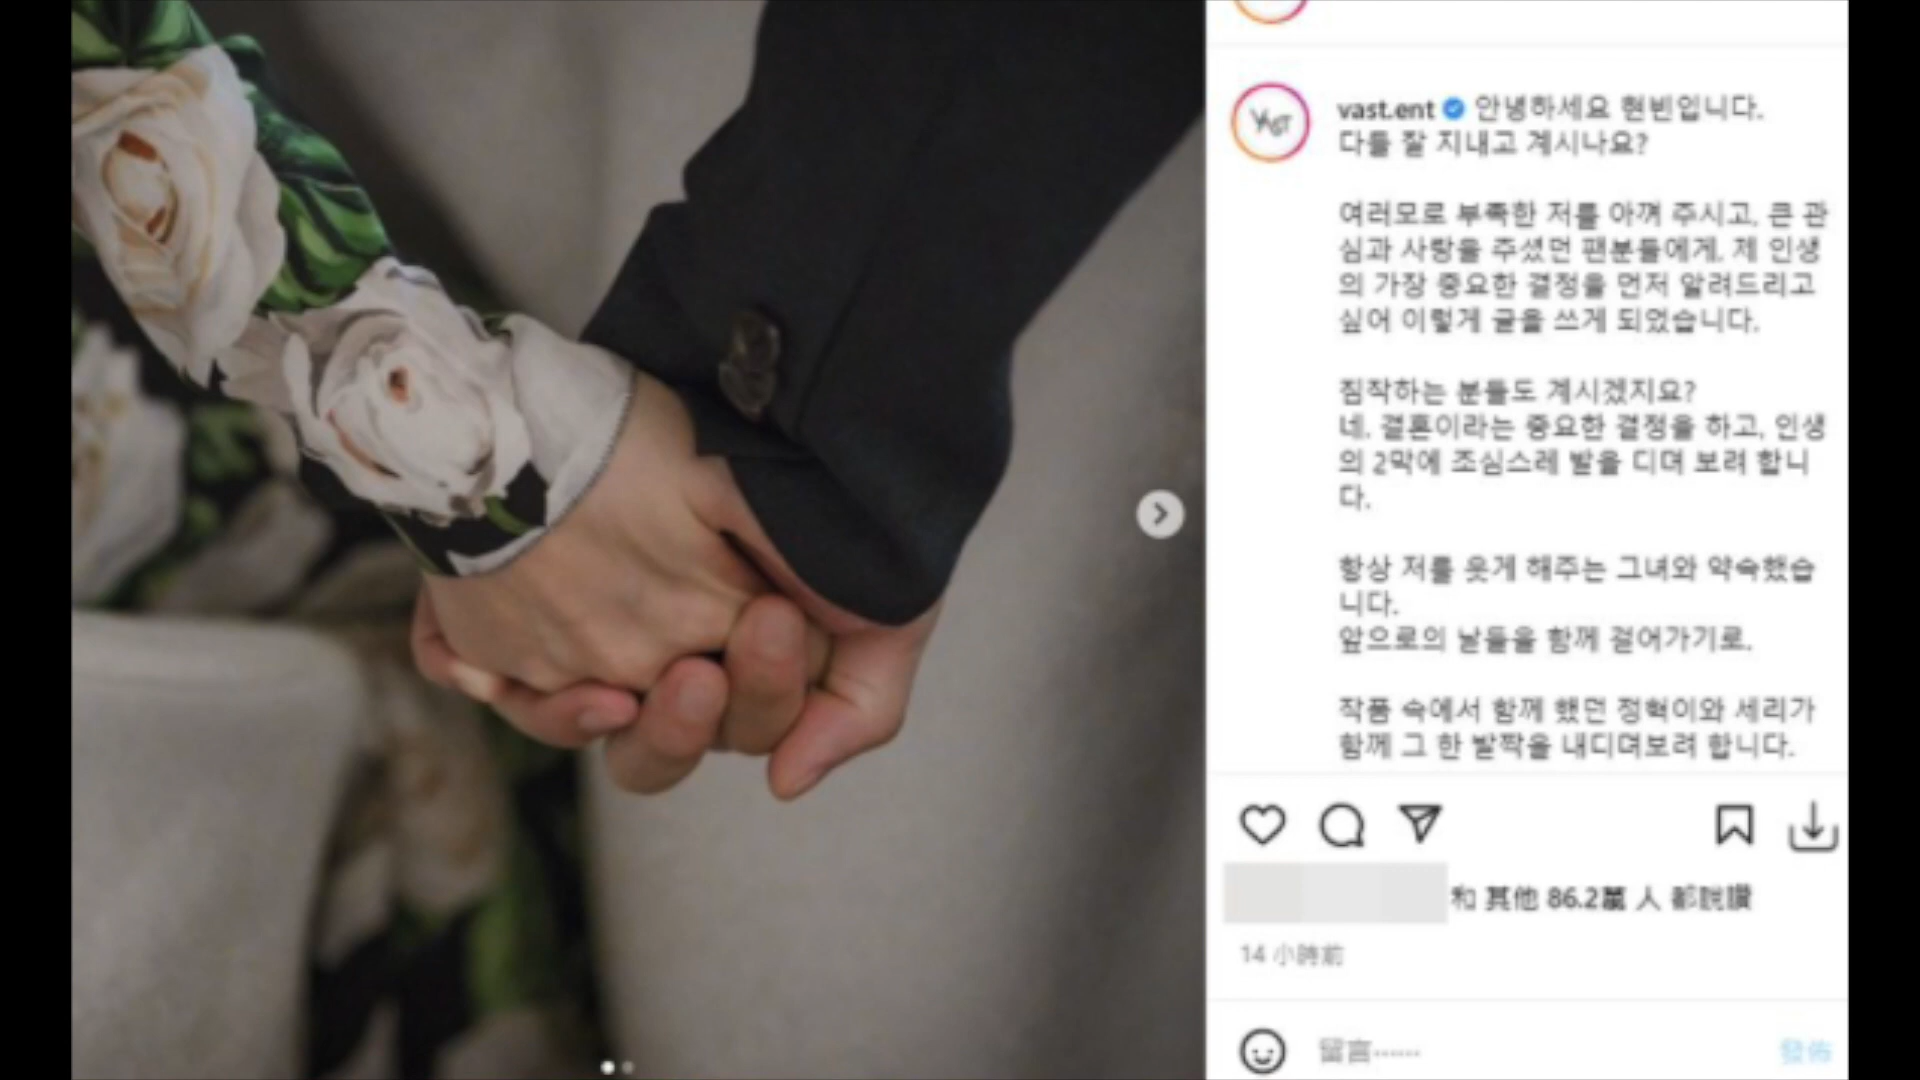 vast.ent 안녕하세요 현빈입니다.
다들 잘 지내고 계시나요?
여러모로 부족한 저를 아껴 주시고, 큰 관
심과 사랑을 주셨던 팬분들에게, 제 인생
의 가장 중요한 결정을 먼저 알려드리고
싶어 이렇게 글을 쓰게 되었습니다.
짐작하는 분들도 계시겠지요?
네. 결혼이라는 중요한 결정을 하고, 인생
의 2막에 조심스레 발을 디뎌 보려 합니
다.
항상 저를 웃게 해주는 그녀와 약속했습
니다.
앞으로의 날들을 함께 걸어가기로.
작품 속에서 함께 했던 정혁이와 세리가
함께 그 한 발짝을 내디뎌보려 합니다.
和 其他 86.2萬 人 都說讚
14 小時前
留言......
發佈